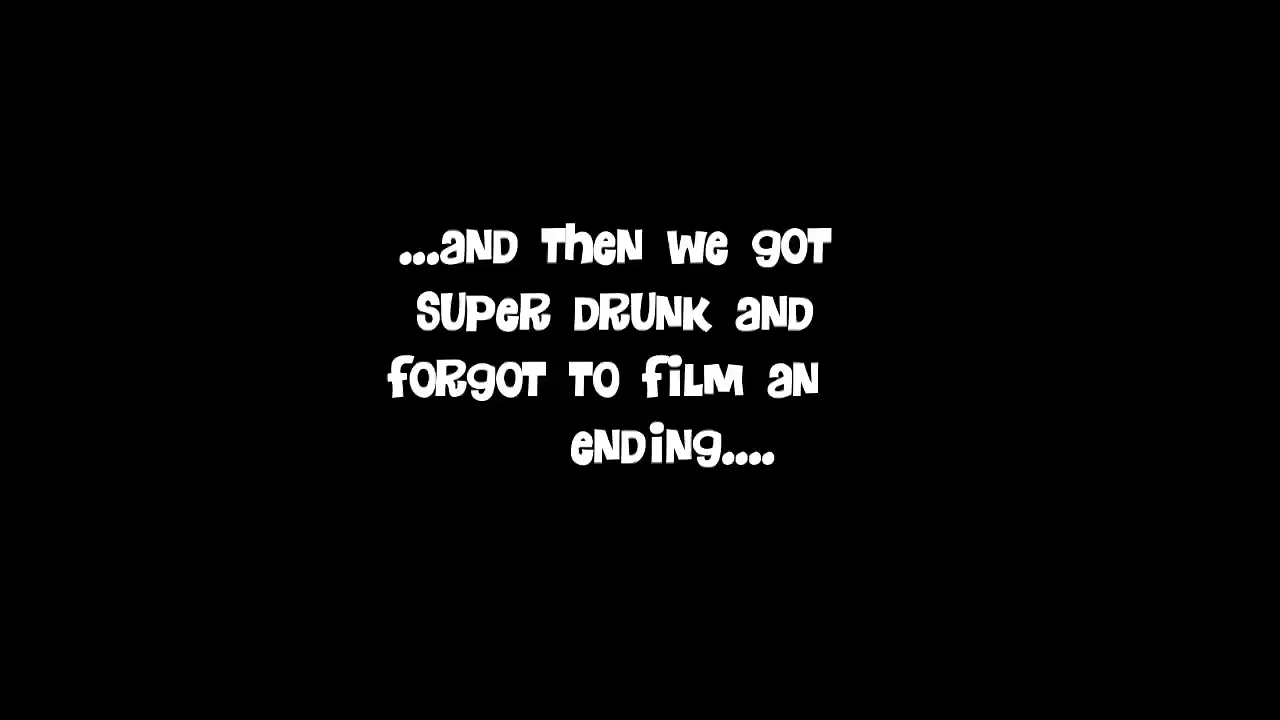 ...and then we got
super drunk and
forgot to film an
ending....